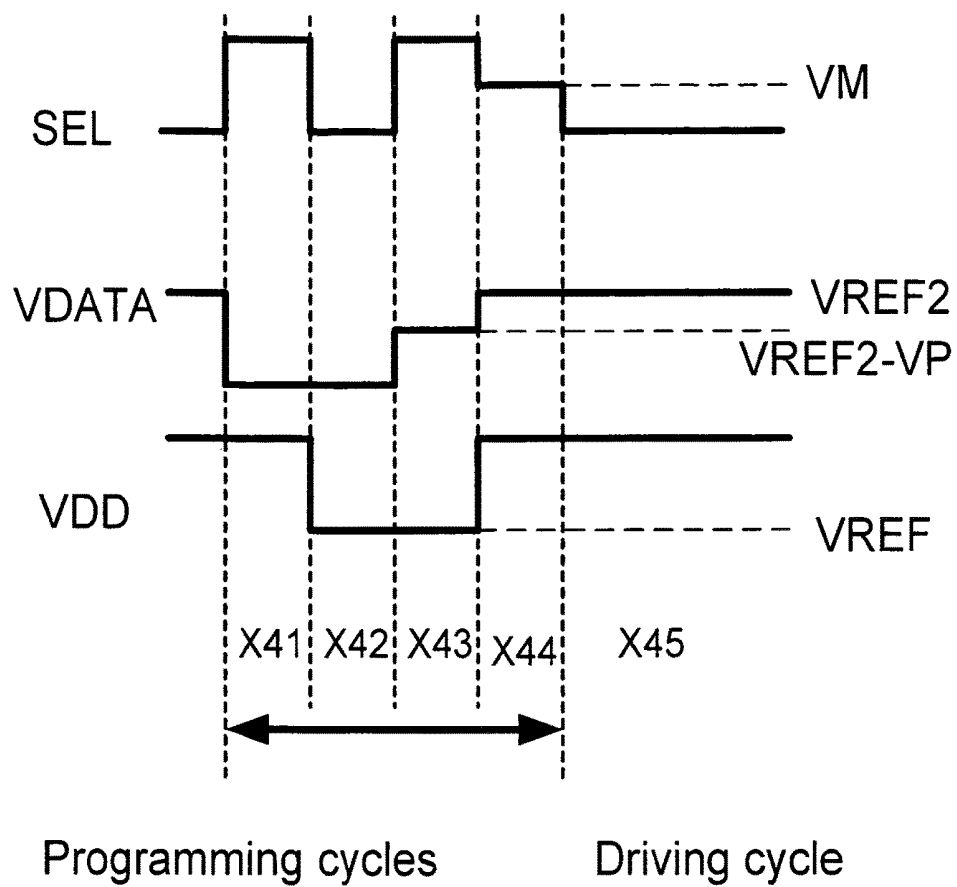 VM
SEL
VREF2
VDATA
VREF2-VP
VDD
VREF
X41 X42 X43 X44 X45
Programming cycles Driving cycle